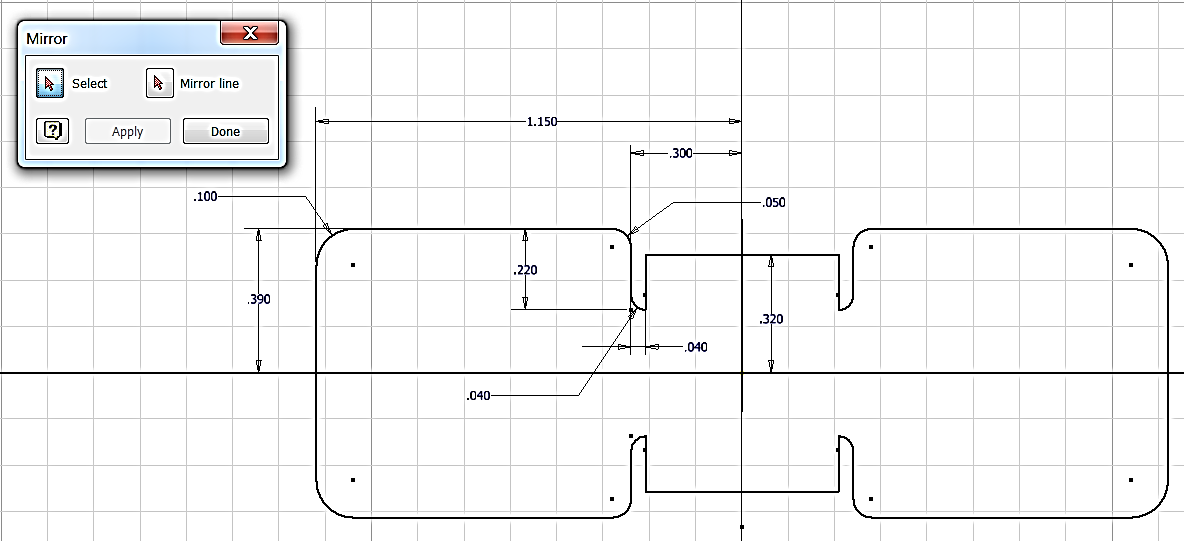 Mirror
Select
Mirror line
Apply
Done
1.150
.300
.100
.050
.220
.390
.320
.040
.040